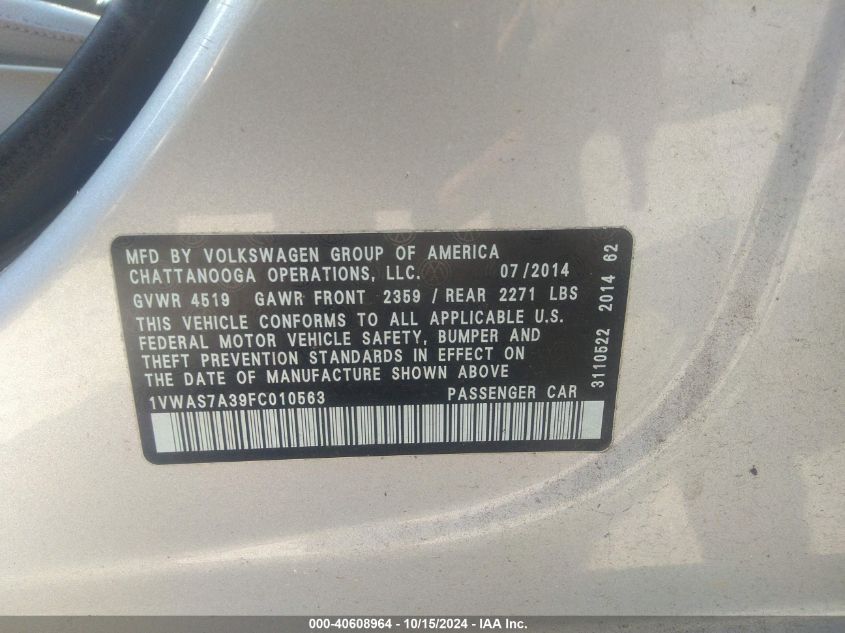 MFD BY VOLKSWAGEN GROUP OF AMERICA
CHATTANOOGA OPERATIONS, LLC. 07/2014
GVWR 4519 GAWR FRONT 2359 / REAR 2271 LBS
THIS VEHICLE CONFORMS TO ALL APPLICABLE U.S.
FEDERAL MOTOR VEHICLE SAFETY, BUMPER AND
THEFT PREVENTION STANDARDS IN EFFECT ON
THE DATE OF MANUFACTURE SHOWN ABOVE
1VWAS7A39FC010563 PASSENGER CAR
3110522 2014 62
000-40608964 - 10/15/2024 - IAA Inc.